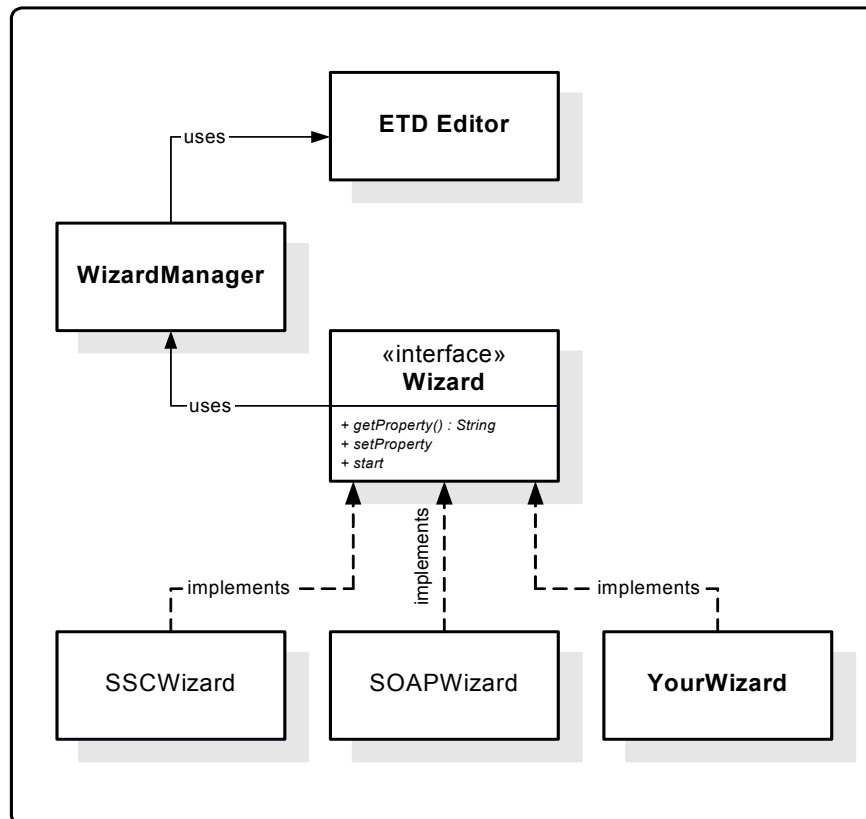 ETD Editor
uses
WizardManager
«interface»
Wizard
uses
+ getProperty() : String
+ setProperty
+ start
implements
implements
implements
SSCWizard
SOAPWizard
YourWizard